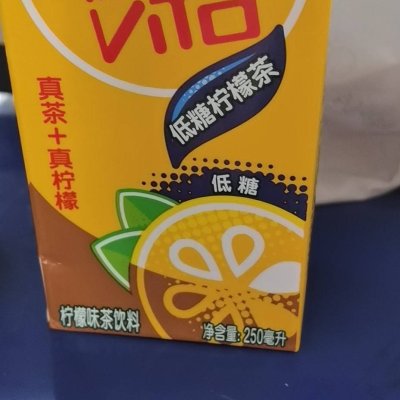 VITO
真茶+真柠檬
低糖柠檬茶
低糖
柠檬味茶饮料
净含量: 250毫升